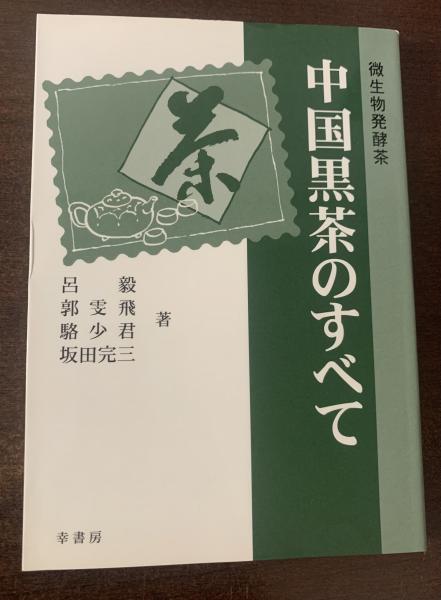 微生物発酵茶
中国黒茶のすべて
茶
呂毅
郭雯飛
駱少君
坂田完三
著
幸書房